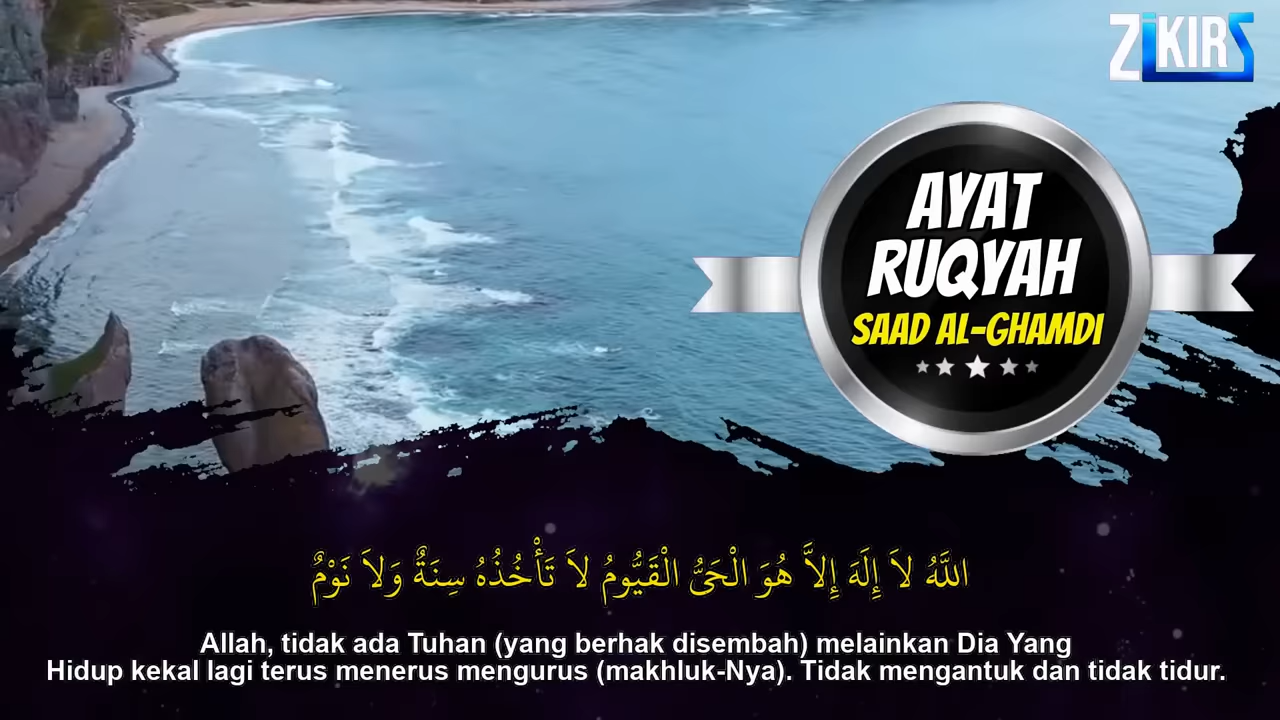 ZIKIRS
AYAT
RUQYAH
SAAD AL-GHAMDI
اللَّهُ لاَ إِلَهَ إِلاَّ هُوَ الْحَىُّ الْقَيُّومُ لاَ تَأْخُذُهُ سِنَةٌ وَلاَ نَوْمٌ
Allah, tidak ada Tuhan (yang berhak disembah) melainkan Dia Yang
Hidup kekal lagi terus menerus mengurus (makhluk-Nya). Tidak mengantuk dan tidak tidur.